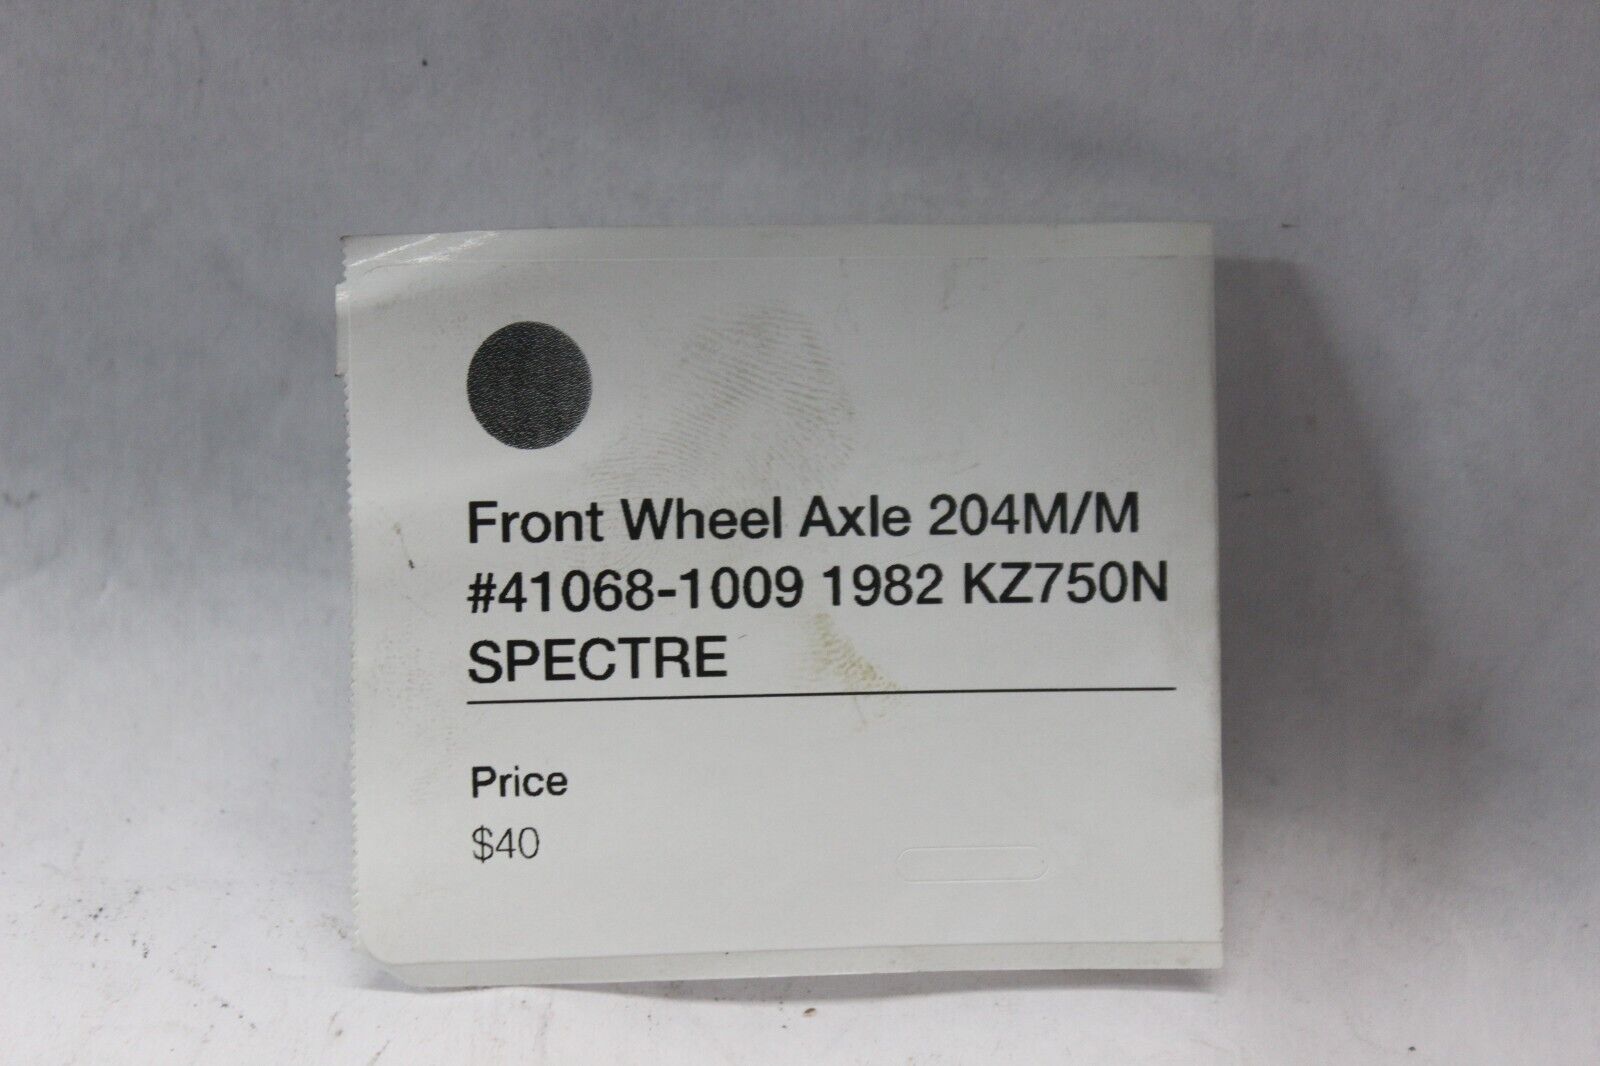 Front Wheel Axle 204M/M
#41068-1009 1982 KZ750N
SPECTRE
Price
$40